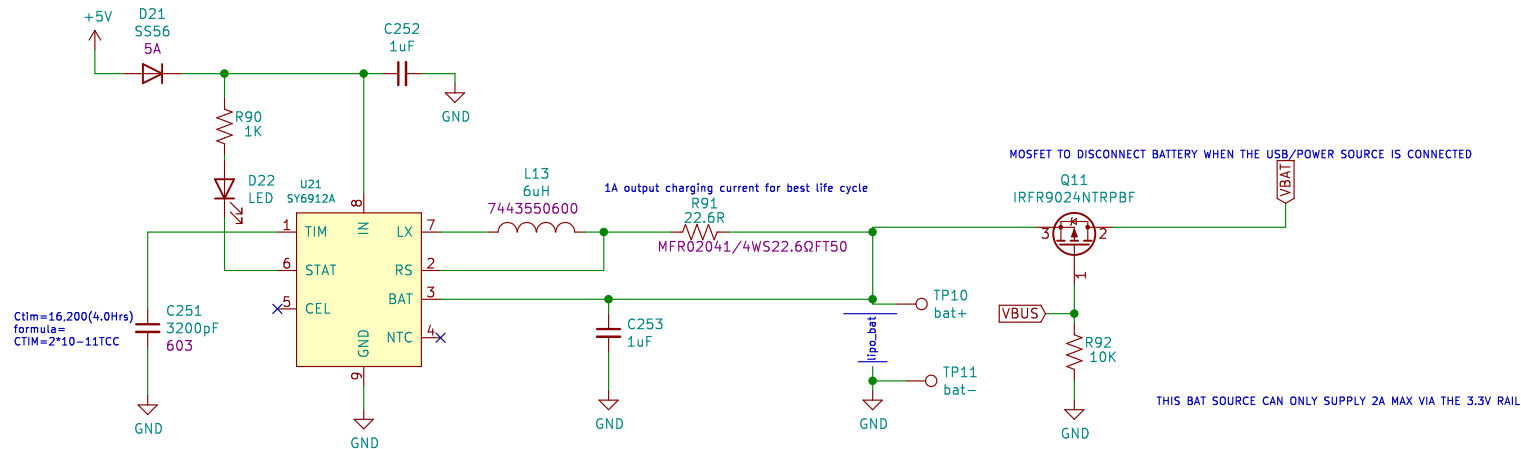 +5V
D21
SS56
5A
C252
1uF
GND
R90
1K
D22
LED
U21
SY6912A
8
IN
1
TIM
LX
7
6
STAT
RS
2
5
CEL
BAT
3
GND
NTC
4
9
GND
L13
6uH
7443550600
1A output charging current for best life cycle
R91
22.6R
MFR02041/4WS22.6ΩFT50
Ctim=16,200(4.0Hrs)
formula=
CTIM=2*10-11TCC
C251
3200pF
603
GND
C253
1uF
GND
TP10
bat+
lipo_bat
TP11
bat-
GND
MOSFET TO DISCONNECT BATTERY WHEN THE USB/POWER SOURCE IS CONNECTED
Q11
IRFR9024NTRPBF
3
2
1
VBAT
VBUS
R92
10K
GND
THIS BAT SOURCE CAN ONLY SUPPLY 2A MAX VIA THE 3.3V RAIL